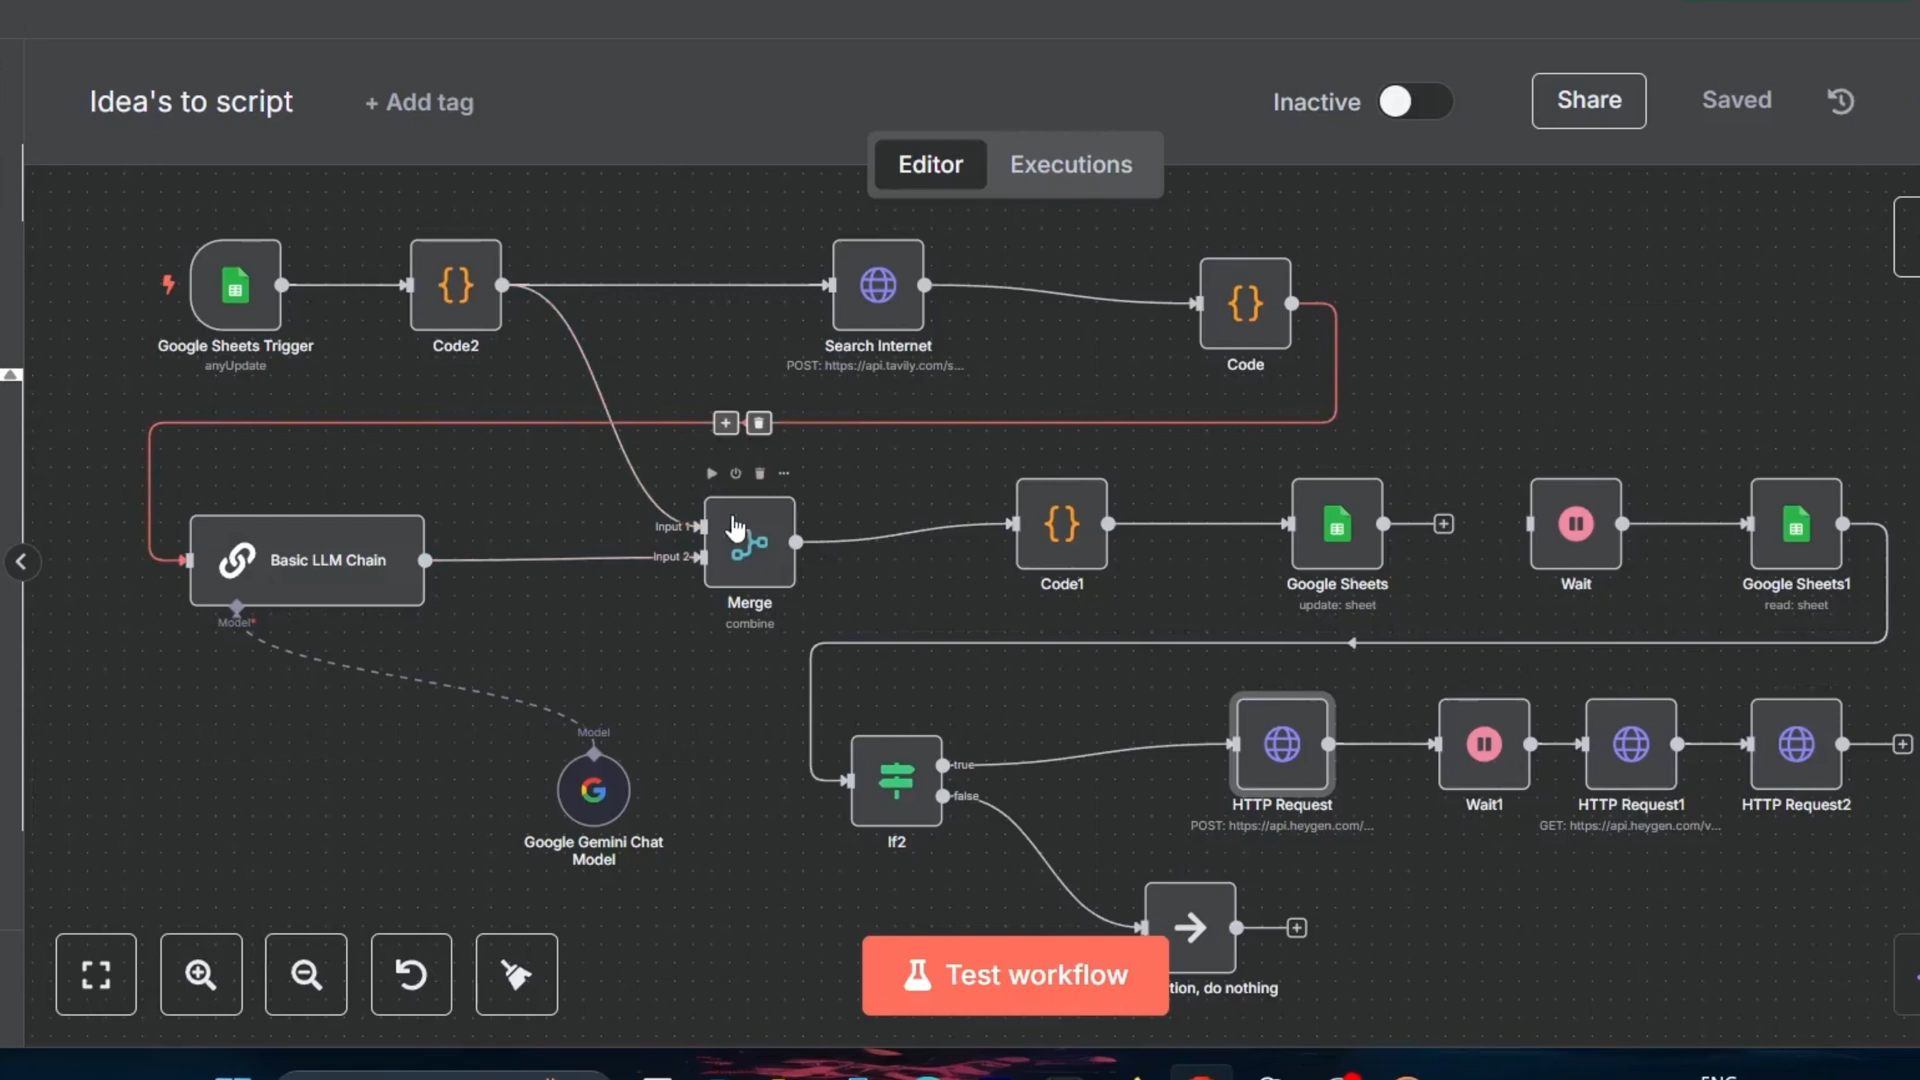 Idea's to script
+ Add tag
Inactive
Share
Saved
Editor
Executions
Google Sheets Trigger
anyUpdate
Code2
Search Internet
POST: https://api.tavily.com/s...
Code
Input 1
Input 2
Basic LLM Chain
Model*
Merge
combine
Code1
Google Sheets
update: sheet
Wait
Google Sheets1
read: sheet
Model
Google Gemini Chat
Model
true
false
If2
HTTP Request
POST: https://api.heygen.com/...
Wait1
HTTP Request1
GET: https://api.heygen.com/v...
HTTP Request2
Test workflow
tion, do nothing